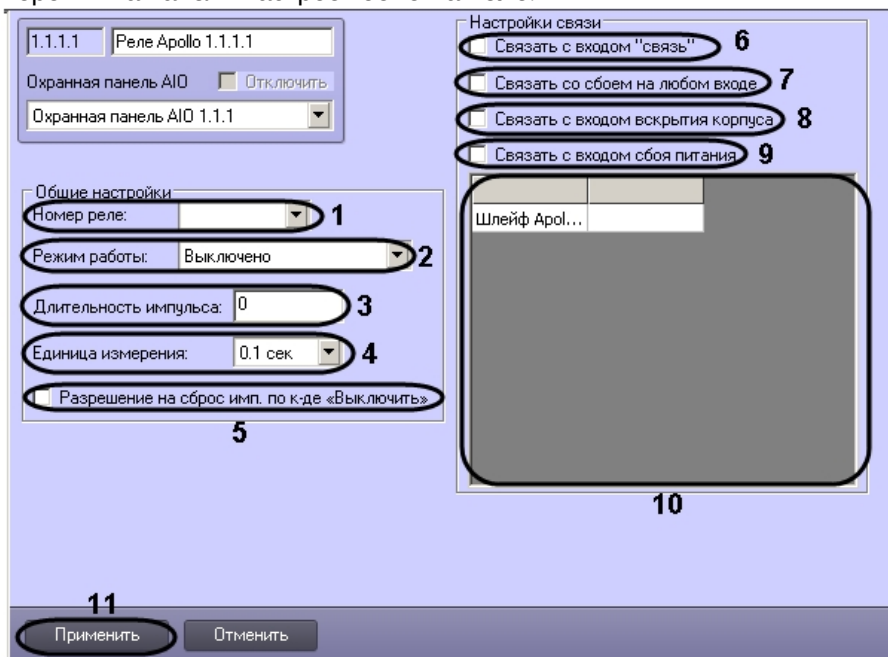 1.1.1.1 Реле Apollo 1.1.1.1
Охранная панель AIO Отключить
Охранная панель AIO 1.1.1
Общие настройки
Номер реле: 1
Режим работы: Выключено 2
Длительность импульса: 0 3
Единица измерения: 0.1 сек 4
Разрешение на сброс имп. по к-де «Выключить»
5
Настройки связи
Связать с входом "связь" 6
Связать со сбоем на любом входе 7
Связать с входом вскрытия корпуса 8
Связать с входом сбоя питания 9
Шлейф Apol...
10
11
Применить Отменить